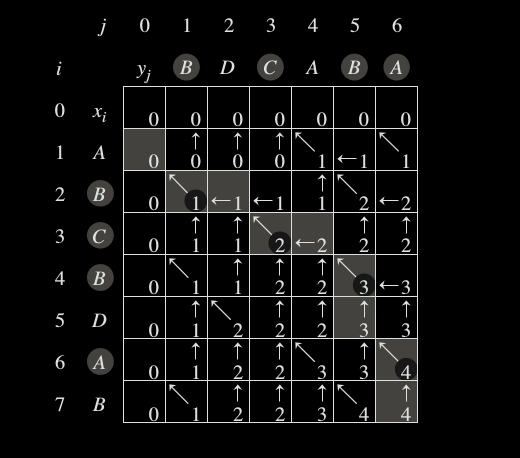 j 0 1 2 3 4 5 6
i y_j B D C A B A
0 x_i 0 0 0 0 0 0 0
1 A 0 ↑0 ↑0 ↑0 ↖1 ←1 ↖1
2 B 0 ↖1 ←1 ←1 ↑1 ↖2 ←2
3 C 0 ↑1 ↑1 ↖2 ←2 ↑2 ↑2
4 B 0 ↖1 ↑1 ↑2 ↑2 ↖3 ←3
5 D 0 ↑1 ↖2 ↑2 ↑2 ↑3 ↑3
6 A 0 ↑1 ↑2 ↑2 ↖3 ↑3 ↖4
7 B 0 ↖1 ↑2 ↑2 ↑3 ↖4 ↑4